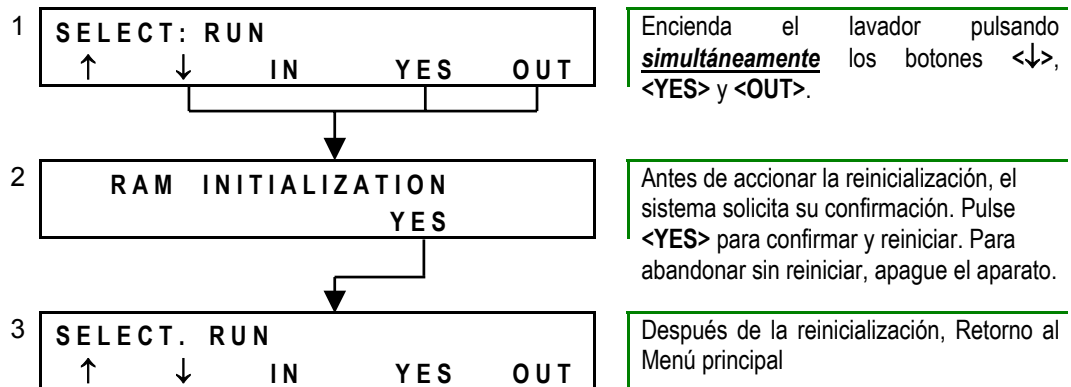 1
SELECT: RUN
↑ ↓ IN YES OUT
Encienda el lavador pulsando
simultáneamente los botones <↓>,
<YES> y <OUT>.
2
RAM INITIALIZATION
YES
Antes de accionar la reinicialización, el
sistema solicita su confirmación. Pulse
<YES> para confirmar y reiniciar. Para
abandonar sin reiniciar, apague el aparato.
3
SELECT. RUN
↑ ↓ IN YES OUT
Después de la reinicialización, Retorno al
Menú principal